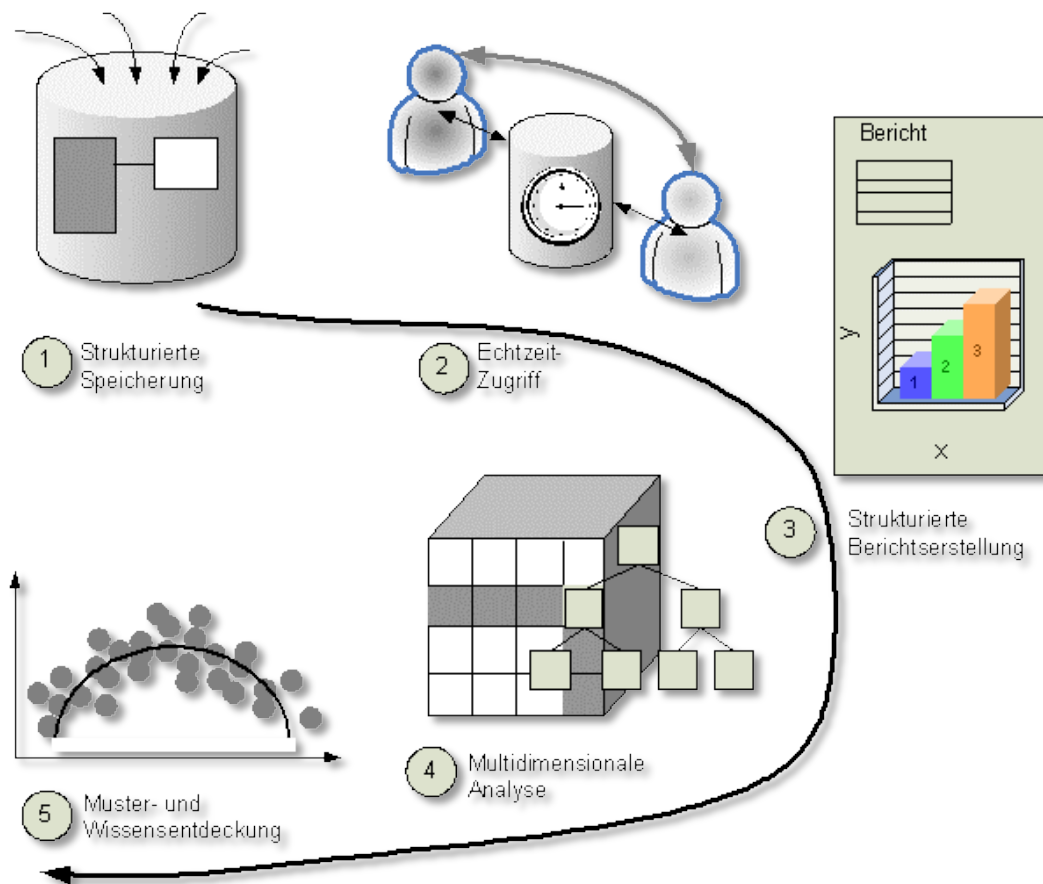 1
Strukturierte
Speicherung
2
Echtzeit-
Zugriff
Bericht
y
1
2
3
x
3
Strukturierte
Berichtserstellung
4
Multidimensionale
Analyse
5
Muster- und
Wissensentdeckung